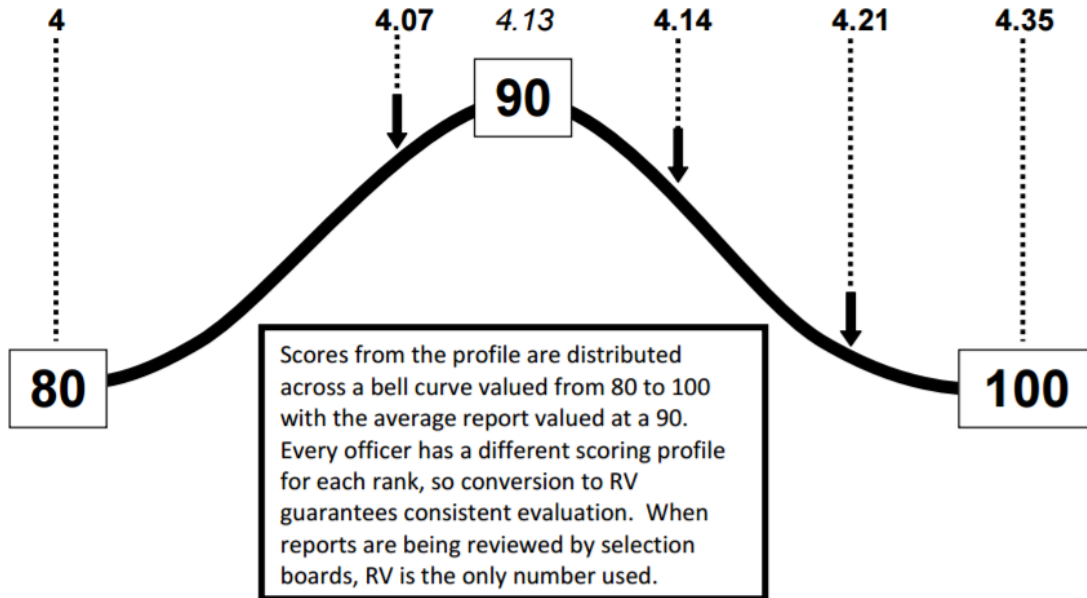 4 4.07 4.13 4.14 4.21 4.35
90
80
100
Scores from the profile are distributed
across a bell curve valued from 80 to 100
with the average report valued at a 90.
Every officer has a different scoring profile
for each rank, so conversion to RV
guarantees consistent evaluation.  When
reports are being reviewed by selection
boards, RV is the only number used.